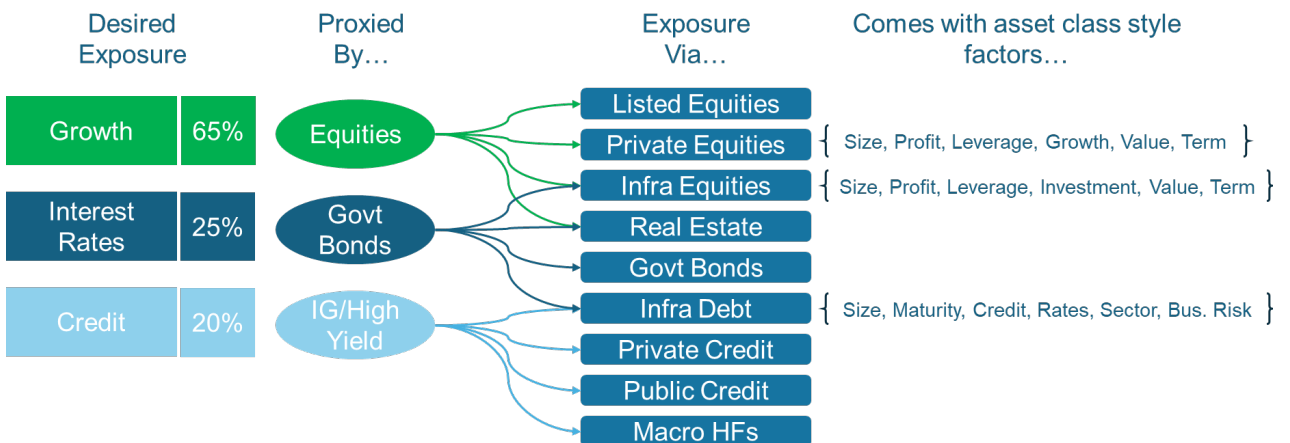 Desired
Exposure
Proxied
By...
Exposure
Via...
Comes with asset class style
factors...
Growth 65%
Equities
Listed Equities
Private Equities { Size, Profit, Leverage, Growth, Value, Term }
Infra Equities { Size, Profit, Leverage, Investment, Value, Term }
Interest
Rates
25%
Govt
Bonds
Real Estate
Govt Bonds
Infra Debt { Size, Maturity, Credit, Rates, Sector, Bus. Risk }
Credit 20%
IG/High
Yield
Private Credit
Public Credit
Macro HFs